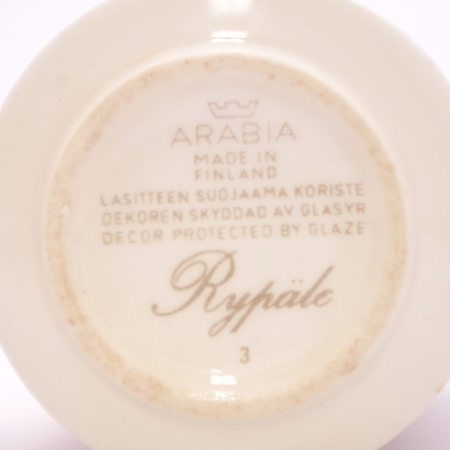 ARABIA
MADE IN
FINLAND
LASITTEEN SUOJAAMA KORISTE
DEKOREN SKYDDAD AV GLASYR
DECOR PROTECTED BY GLAZE
Rypäle
3